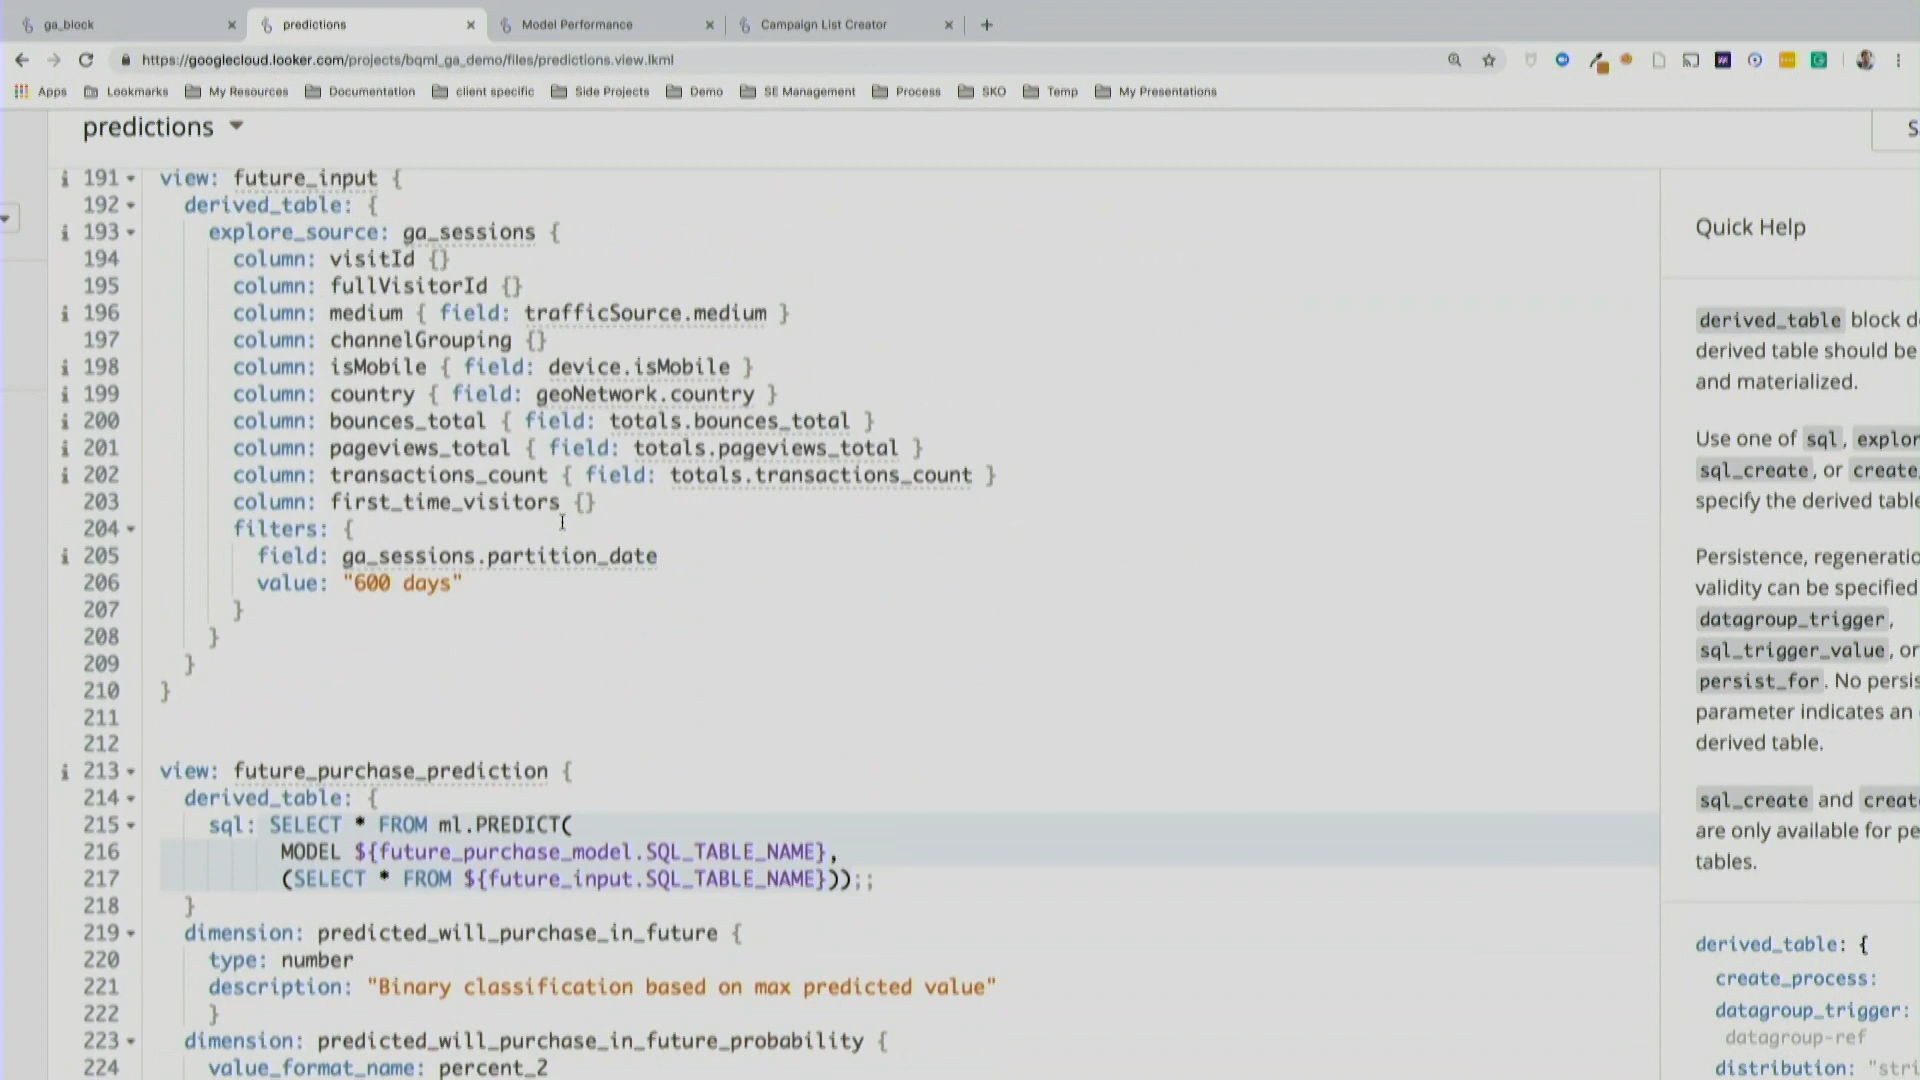 ga_block
predictions
Model Performance
Campaign List Creator
https://googlecloud.looker.com/projects/bqml_ga_demo/files/predictions.view.lkml
Apps Lookmarks My Resources Documentation client specific Side Projects Demo SE Management Process SKO Temp My Presentations
predictions
S
191 view: future_input {
192 derived_table: {
193 explore_source: ga_sessions {
194 column: visitId {}
195 column: fullVisitorId {}
196 column: medium { field: trafficSource.medium }
197 column: channelGrouping {}
198 column: isMobile { field: device.isMobile }
199 column: country { field: geoNetwork.country }
200 column: bounces_total { field: totals.bounces_total }
201 column: pageviews_total { field: totals.pageviews_total }
202 column: transactions_count { field: totals.transactions_count }
203 column: first_time_visitors {}
204 filters: {
205 field: ga_sessions.partition_date
206 value: "600 days"
207 }
208 }
209 }
210 }
211
212
213 view: future_purchase_prediction {
214 derived_table: {
215 sql: SELECT * FROM ml.PREDICT(
216 MODEL ${future_purchase_model.SQL_TABLE_NAME},
217 (SELECT * FROM ${future_input.SQL_TABLE_NAME}));;
218 }
219 dimension: predicted_will_purchase_in_future {
220 type: number
221 description: "Binary classification based on max predicted value"
222 }
223 dimension: predicted_will_purchase_in_future_probability {
224 value_format_name: percent_2
Quick Help
derived_table block d
derived table should be
and materialized.
Use one of sql, explor
sql_create, or create
specify the derived table
Persistence, regeneratio
validity can be specified
datagroup_trigger,
sql_trigger_value, or
persist_for. No persis
parameter indicates an
derived table.
sql_create and creat
are only available for pe
tables.
derived_table: {
create_process:
datagroup_trigger:
datagroup-ref
distribution: "stri